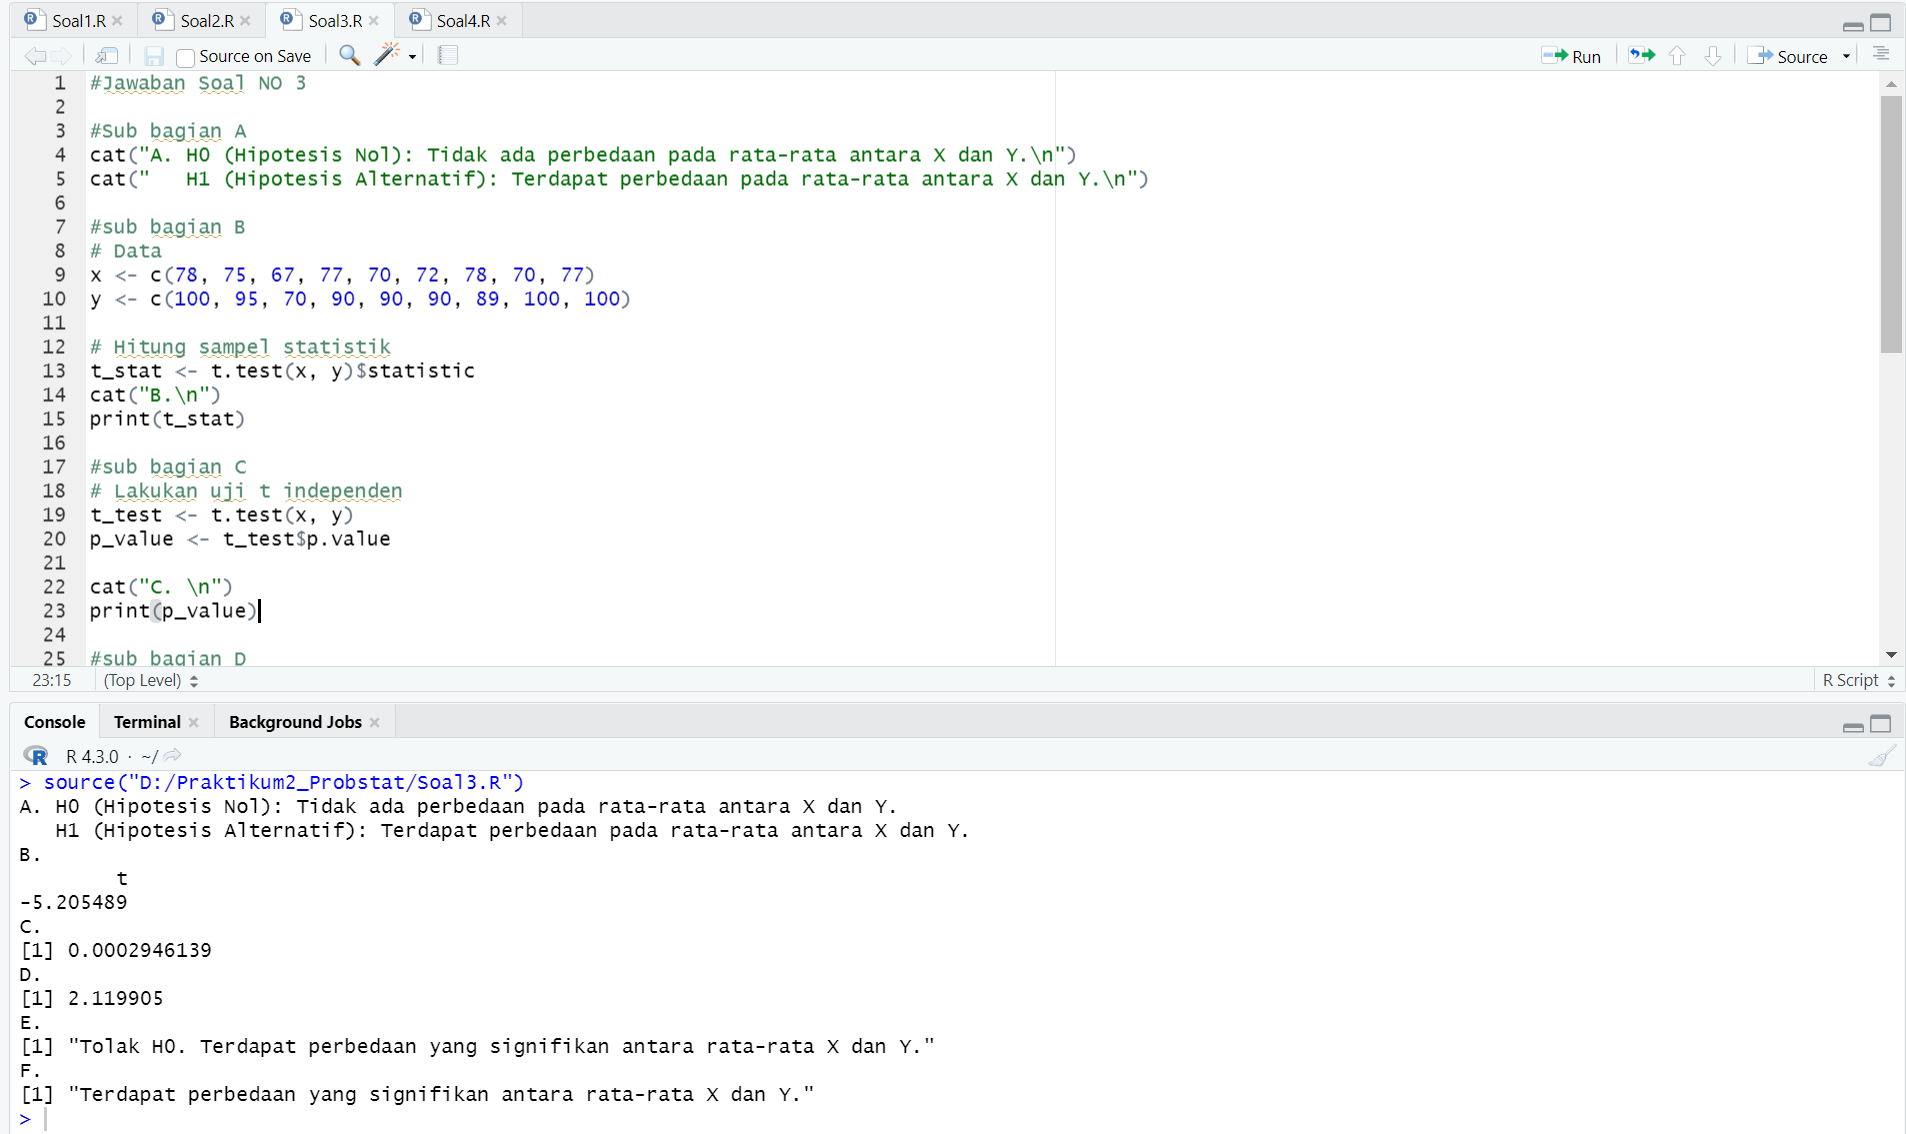 Soal1.R Soal2.R Soal3.R Soal4.R
Source on Save Run Source
1 #Jawaban Soal NO 3
2
3 #Sub bagian A
4 cat("A. H0 (Hipotesis Nol): Tidak ada perbedaan pada rata-rata antara X dan Y.\n")
5 cat("   H1 (Hipotesis Alternatif): Terdapat perbedaan pada rata-rata antara X dan Y.\n")
6
7 #sub bagian B
8 # Data
9 x <- c(78, 75, 67, 77, 70, 72, 78, 70, 77)
10 y <- c(100, 95, 70, 90, 90, 90, 89, 100, 100)
11
12 # Hitung sampel statistik
13 t_stat <- t.test(x, y)$statistic
14 cat("B.\n")
15 print(t_stat)
16
17 #sub bagian C
18 # Lakukan uji t independen
19 t_test <- t.test(x, y)
20 p_value <- t_test$p.value
21
22 cat("C. \n")
23 print(p_value)
24
25 #sub bagian D
23:15 (Top Level) R Script
Console Terminal Background Jobs
R 4.3.0 · ~/
> source("D:/Praktikum2_Probstat/Soal3.R")
A. H0 (Hipotesis Nol): Tidak ada perbedaan pada rata-rata antara X dan Y.
   H1 (Hipotesis Alternatif): Terdapat perbedaan pada rata-rata antara X dan Y.
B.
        t
-5.205489
C.
[1] 0.0002946139
D.
[1] 2.119905
E.
[1] "Tolak H0. Terdapat perbedaan yang signifikan antara rata-rata X dan Y."
F.
[1] "Terdapat perbedaan yang signifikan antara rata-rata X dan Y."
>